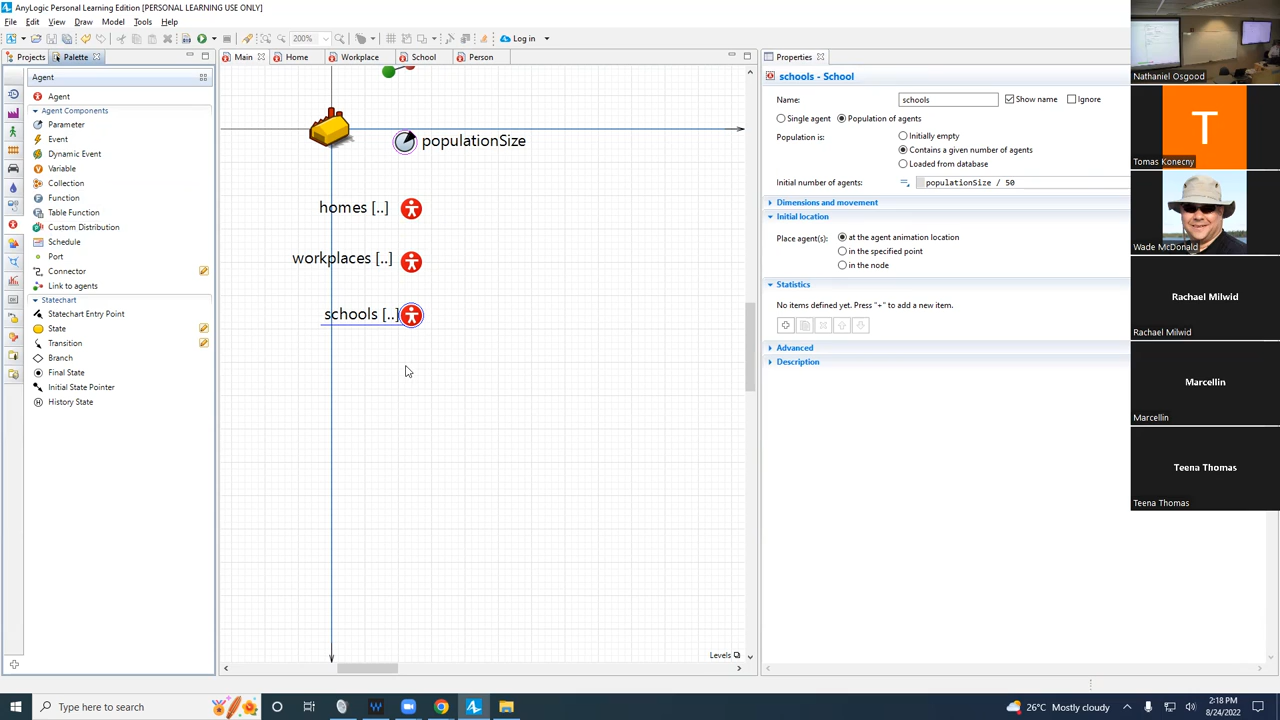 AnyLogic Personal Learning Edition [PERSONAL LEARNING USE ONLY]
File Edit View Draw Model Tools Help
200% Log in
Projects Palette
Main Home Workplace School Person
Properties
Agent
Agent
Agent Components
Parameter
Event
Dynamic Event
Variable
Collection
Function
Table Function
Custom Distribution
Schedule
Port
Connector
Link to agents
Statechart
Statechart Entry Point
State
Transition
Branch
Final State
Initial State Pointer
History State
populationSize
homes [..]
workplaces [..]
schools [..]
Levels
schools - School
Name: schools Show name Ignore
Single agent Population of agents
Population is: Initially empty
Contains a given number of agents
Loaded from database
Initial number of agents: populationSize / 50
Dimensions and movement
Initial location
Place agent(s): at the agent animation location
in the specified point
in the node
Statistics
No items defined yet. Press "+" to add a new item.
Advanced
Description
Nathaniel Osgood
T
Tomas Konecny
Wade McDonald
Rachael Milwid
Rachael Milwid
Marcellin
Marcellin
Teena Thomas
Teena Thomas
Type here to search
26°C Mostly cloudy
2:18 PM
8/24/2022